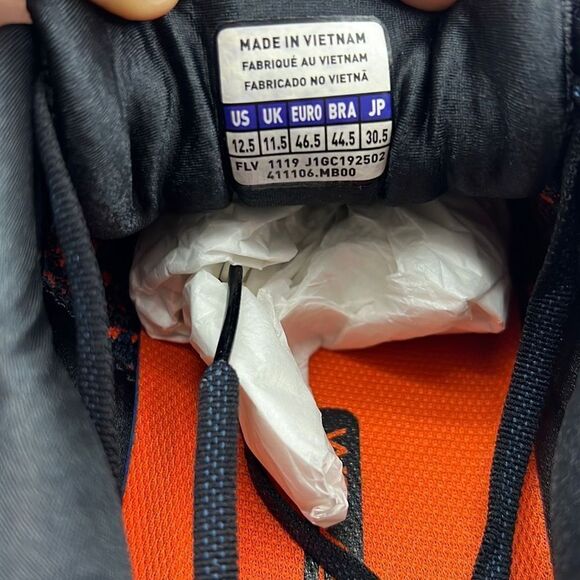 MADE IN VIETNAM
FABRIQUÉ AU VIETNAM
FABRICADO NO VIETNÃ
US UK EURO BRA JP
12.5 11.5 46.5 44.5 30.5
FLV 1119 J1GC192502
411106.MB00